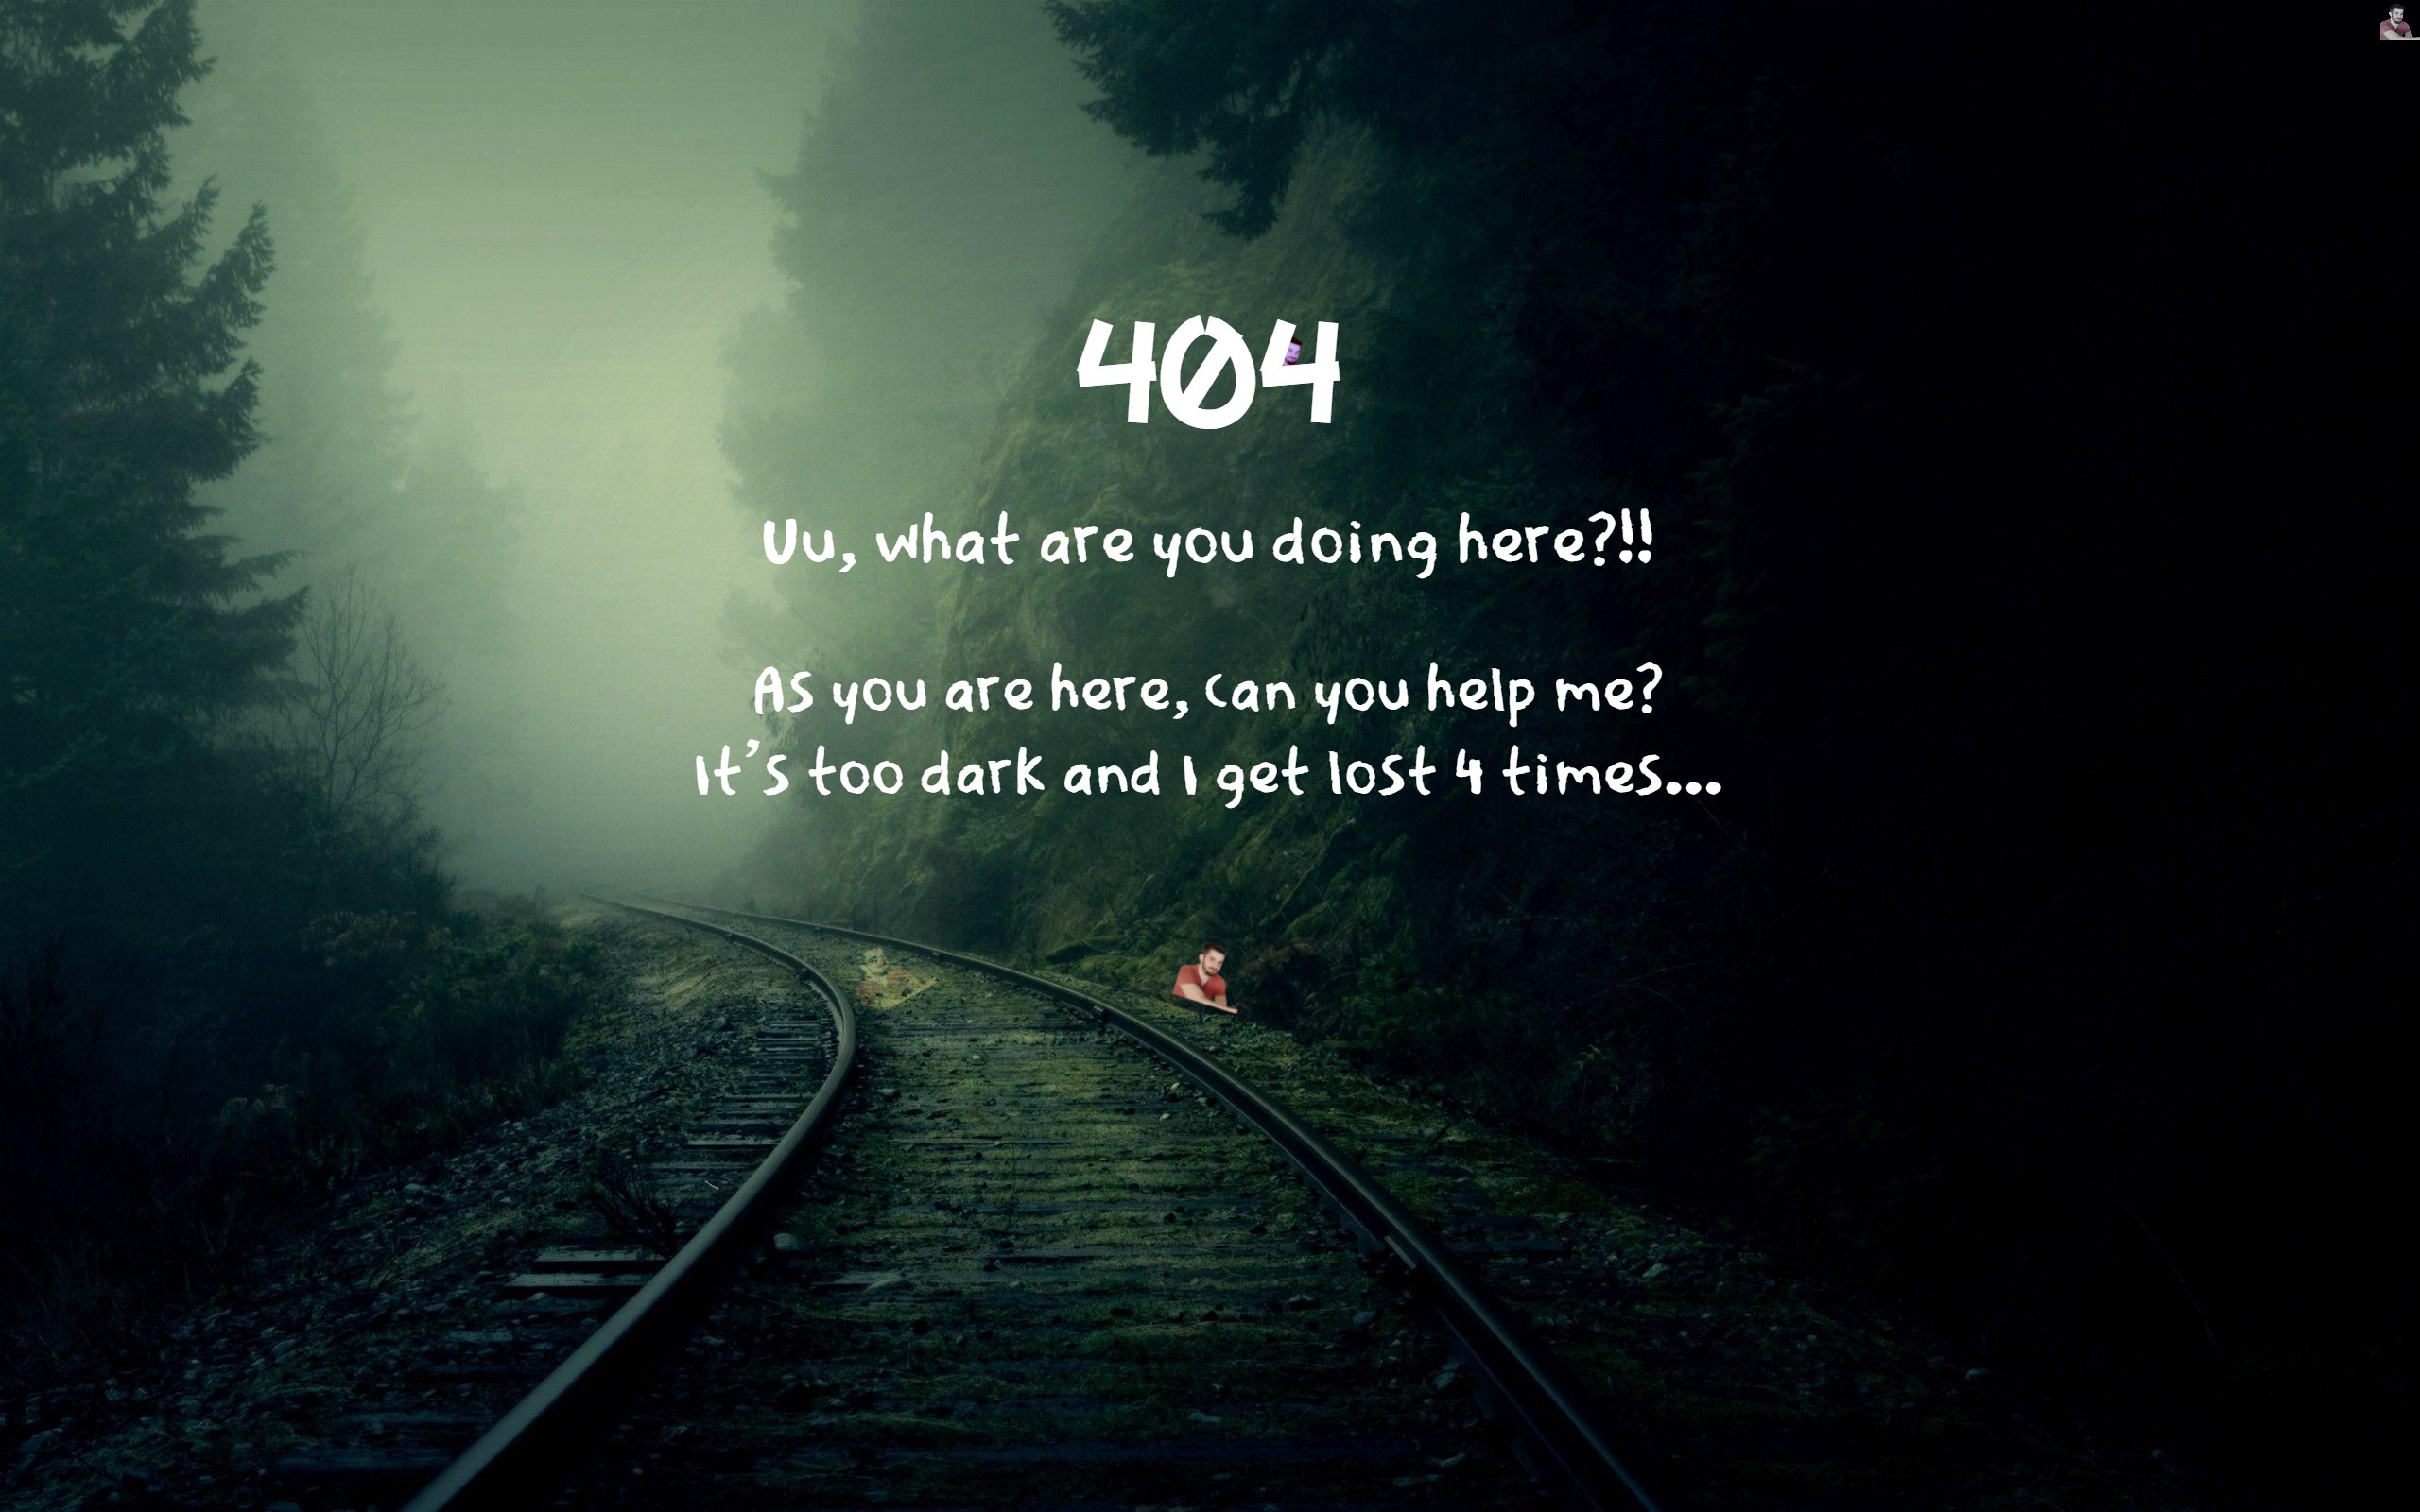 404
Uu, what are you doing here?!!
As you are here, can you help me?
It's too dark and I get lost 4 times...